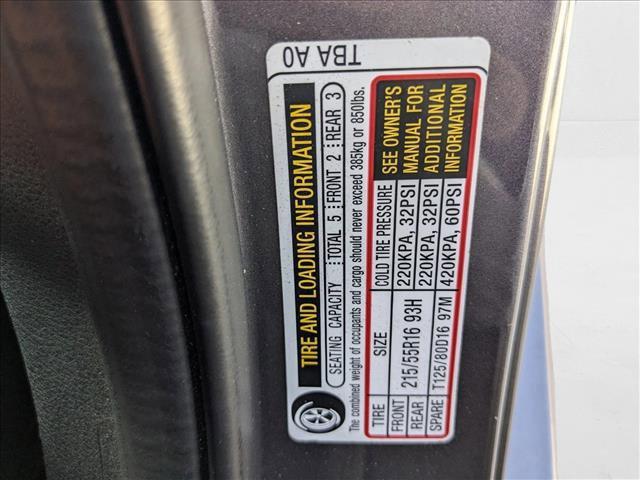 TBA A0
TIRE AND LOADING INFORMATION
SEATING CAPACITY TOTAL 5 FRONT 2 REAR 3
The combined weight of occupants and cargo should never exceed 385kg or 850lbs.
TIRE SIZE COLD TIRE PRESSURE
FRONT 215/55R16 93H 220KPA, 32PSI
REAR 220KPA, 32PSI
SPARE T125/80D16 97M 420KPA, 60PSI
SEE OWNER'S
MANUAL FOR
ADDITIONAL
INFORMATION